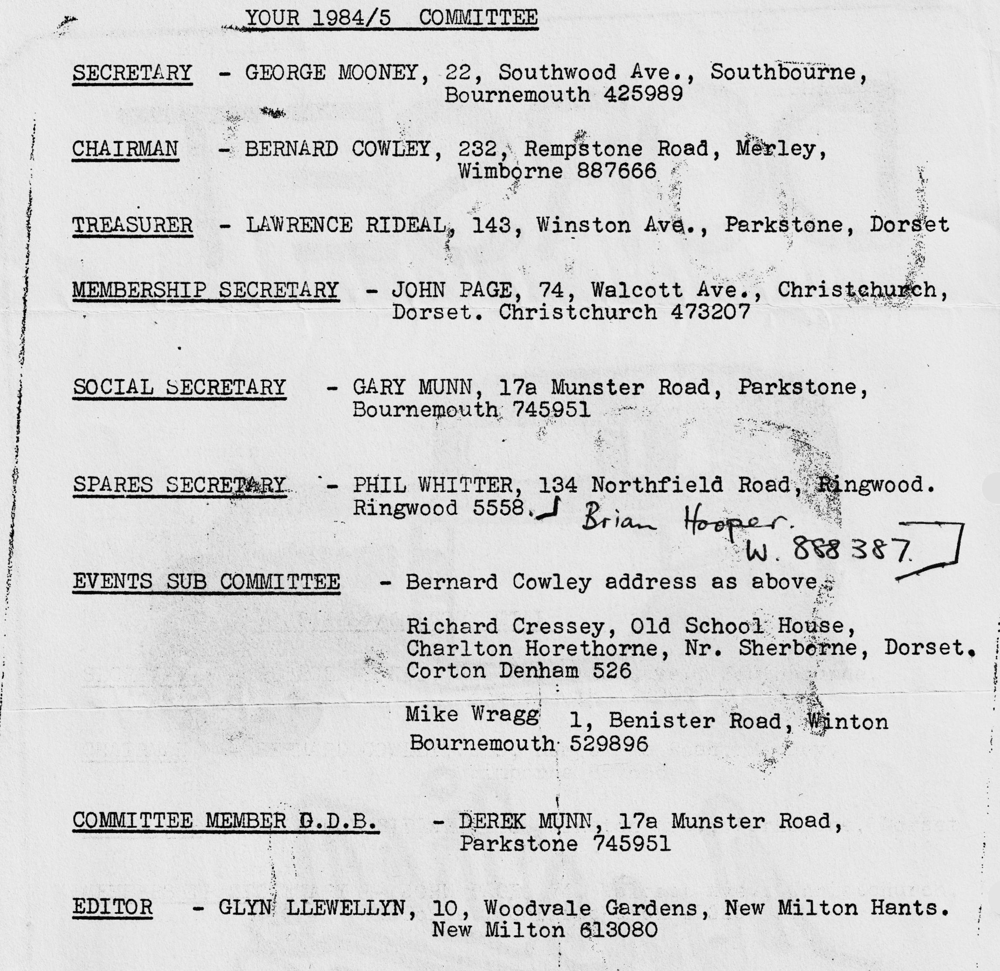 YOUR 1984/5 COMMITTEE
SECRETARY - GEORGE MOONEY, 22, Southwood Ave., Southbourne,
Bournemouth 425989
CHAIRMAN - BERNARD COWLEY, 232, Rempstone Road, Merley,
Wimborne 887666
TREASURER - LAWRENCE RIDEAL, 143, Winston Ave., Parkstone, Dorset
MEMBERSHIP SECRETARY - JOHN PAGE, 74, Walcott Ave., Christchurch,
Dorset. Christchurch 473207
SOCIAL SECRETARY - GARY MUNN, 17a Munster Road, Parkstone,
Bournemouth 745951
SPARES SECRETARY - PHIL WHITTER, 134 Northfield Road, Ringwood.
Ringwood 5558.
Brian Hooper.
W. 888387.
EVENTS SUB COMMITTEE - Bernard Cowley address as above.
Richard Cressey, Old School House,
Charlton Horethorne, Nr. Sherborne, Dorset.
Corton Denham 526
Mike Wragg 1, Benister Road, Winton
Bournemouth 529896
COMMITTEE MEMBER G.D.B. - DEREK MUNN, 17a Munster Road,
Parkstone 745951
EDITOR - GLYN LLEWELLYN, 10, Woodvale Gardens, New Milton Hants.
New Milton 613080